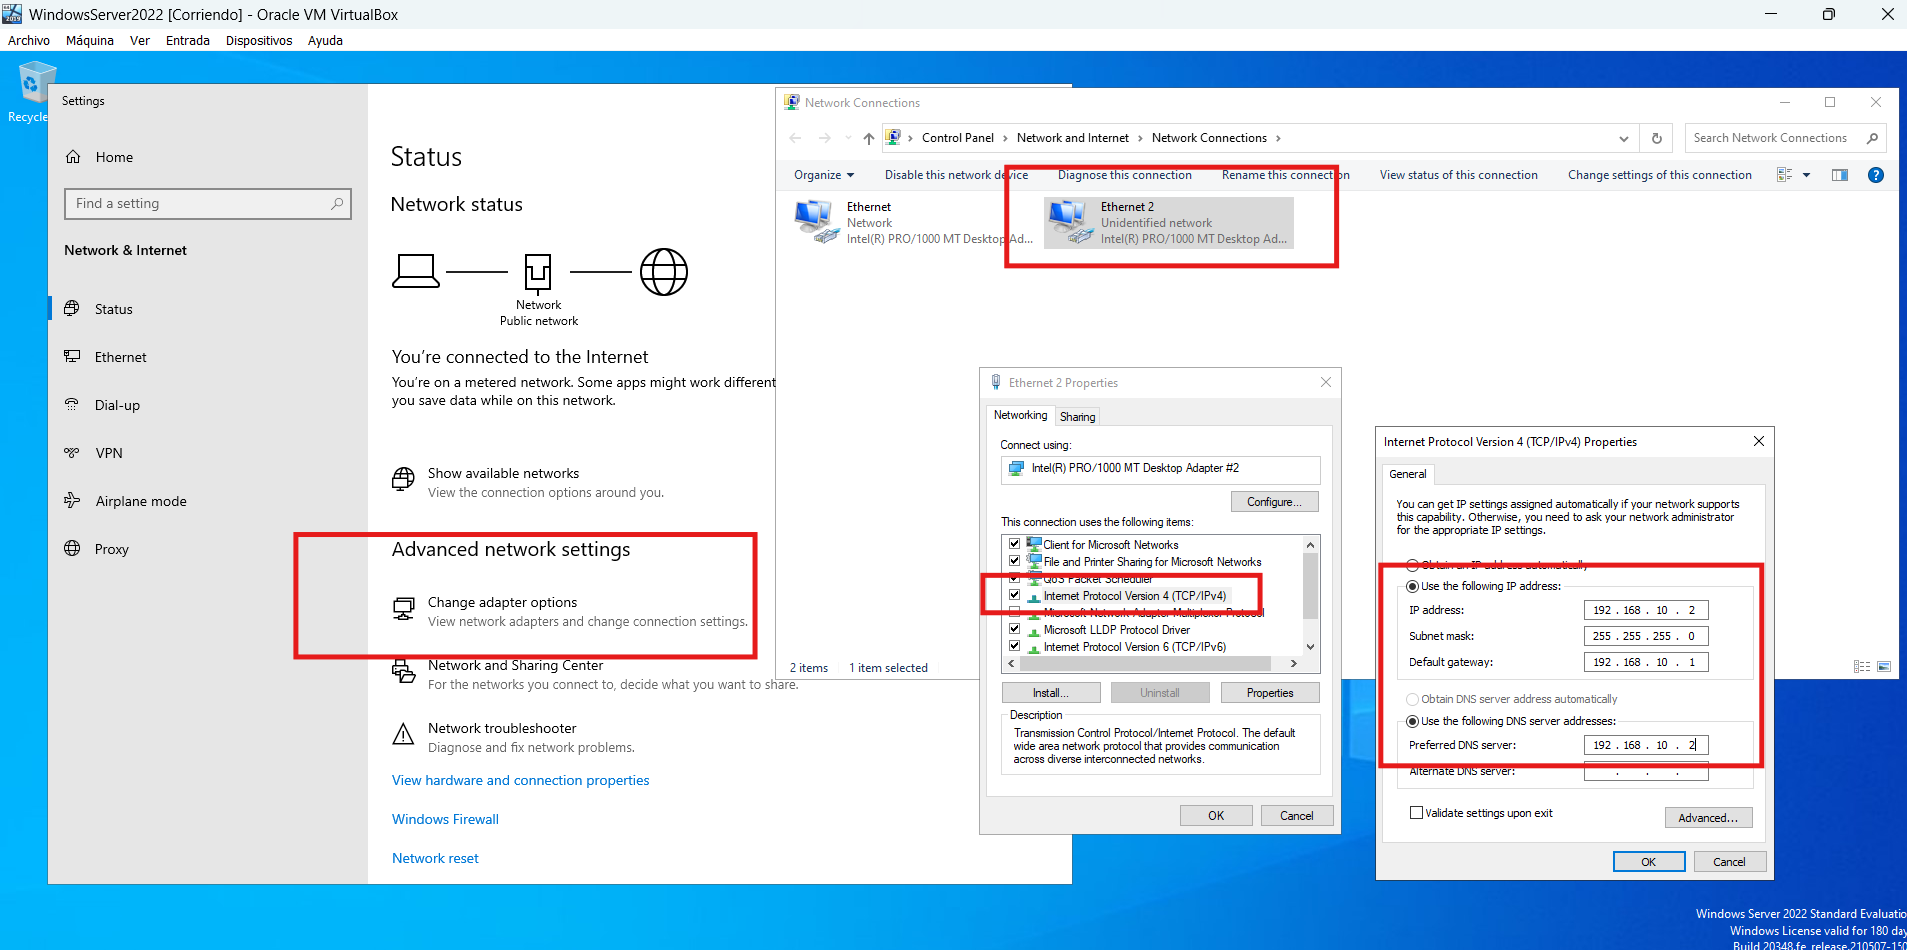 WindowsServer2022 [Corriendo] - Oracle VM VirtualBox
Archivo Máquina Ver Entrada Dispositivos Ayuda
Recycle
Settings
Home
Find a setting
Network & Internet
Status
Ethernet
Dial-up
VPN
Airplane mode
Proxy
Status
Network status
Network
Public network
You're connected to the Internet
You're on a metered network. Some apps might work different
you save data while on this network.
Show available networks
View the connection options around you.
Advanced network settings
Change adapter options
View network adapters and change connection settings.
Network and Sharing Center
For the networks you connect to, decide what you want to share.
Network troubleshooter
Diagnose and fix network problems.
View hardware and connection properties
Windows Firewall
Network reset
Network Connections
Control Panel > Network and Internet > Network Connections >
Search Network Connections
Organize Disable this network device Diagnose this connection Rename this connection View status of this connection Change settings of this connection
Ethernet
Network
Intel(R) PRO/1000 MT Desktop Ad...
Ethernet 2
Unidentified network
Intel(R) PRO/1000 MT Desktop Ad...
2 items 1 item selected
Ethernet 2 Properties
Networking Sharing
Connect using:
Intel(R) PRO/1000 MT Desktop Adapter #2
Configure...
This connection uses the following items:
Client for Microsoft Networks
File and Printer Sharing for Microsoft Networks
QoS Packet Scheduler
Internet Protocol Version 4 (TCP/IPv4)
Microsoft Network Adapter Multiplexor Protocol
Microsoft LLDP Protocol Driver
Internet Protocol Version 6 (TCP/IPv6)
Install... Uninstall Properties
Description
Transmission Control Protocol/Internet Protocol. The default
wide area network protocol that provides communication
across diverse interconnected networks.
OK Cancel
Internet Protocol Version 4 (TCP/IPv4) Properties
General
You can get IP settings assigned automatically if your network supports
this capability. Otherwise, you need to ask your network administrator
for the appropriate IP settings.
Obtain an IP address automatically
Use the following IP address:
IP address: 192 . 168 . 10 . 2
Subnet mask: 255 . 255 . 255 . 0
Default gateway: 192 . 168 . 10 . 1
Obtain DNS server address automatically
Use the following DNS server addresses:
Preferred DNS server: 192 . 168 . 10 . 2
Alternate DNS server: . . .
Validate settings upon exit
Advanced...
OK Cancel
Windows Server 2022 Standard Evaluatio
Windows License valid for 180 day
Build 20348.fe_release.210507-150